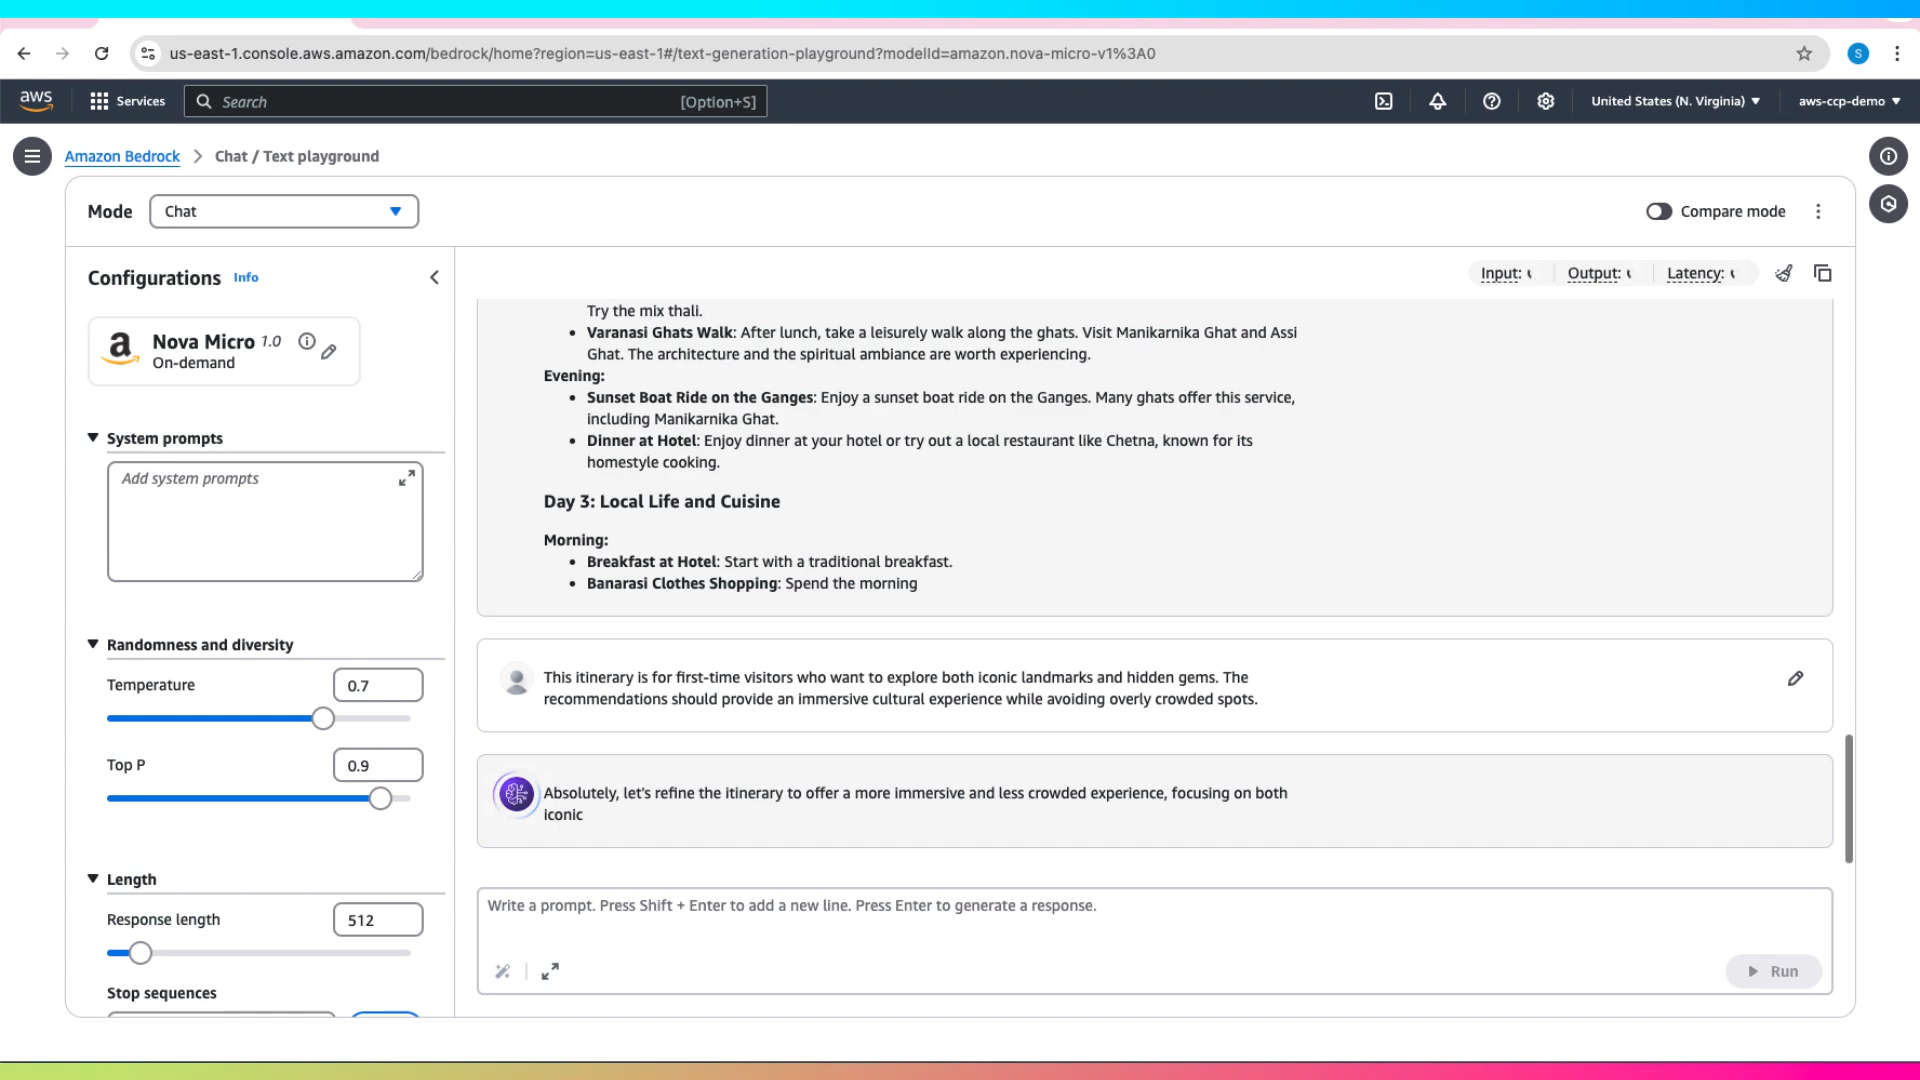 us-east-1.console.aws.amazon.com/bedrock/home?region=us-east-1#/text-generation-playground?modelId=amazon.nova-micro-v1%3A0
S
aws
Services
Search
[Option+S]
United States (N. Virginia)
aws-ccp-demo
Amazon Bedrock
Chat / Text playground
Mode
Chat
Compare mode
Configurations
Info
Input:
Output:
Latency:
a
Nova Micro 1.0
On-demand
System prompts
Add system prompts
Randomness and diversity
Temperature
0.7
Top P
0.9
Length
Response length
512
Stop sequences
Try the mix thali.
• Varanasi Ghats Walk: After lunch, take a leisurely walk along the ghats. Visit Manikarnika Ghat and Assi
Ghat. The architecture and the spiritual ambiance are worth experiencing.
Evening:
• Sunset Boat Ride on the Ganges: Enjoy a sunset boat ride on the Ganges. Many ghats offer this service,
including Manikarnika Ghat.
• Dinner at Hotel: Enjoy dinner at your hotel or try out a local restaurant like Chetna, known for its
homestyle cooking.
Day 3: Local Life and Cuisine
Morning:
• Breakfast at Hotel: Start with a traditional breakfast.
• Banarasi Clothes Shopping: Spend the morning
This itinerary is for first-time visitors who want to explore both iconic landmarks and hidden gems. The
recommendations should provide an immersive cultural experience while avoiding overly crowded spots.
Absolutely, let's refine the itinerary to offer a more immersive and less crowded experience, focusing on both
iconic
Write a prompt. Press Shift + Enter to add a new line. Press Enter to generate a response.
Run